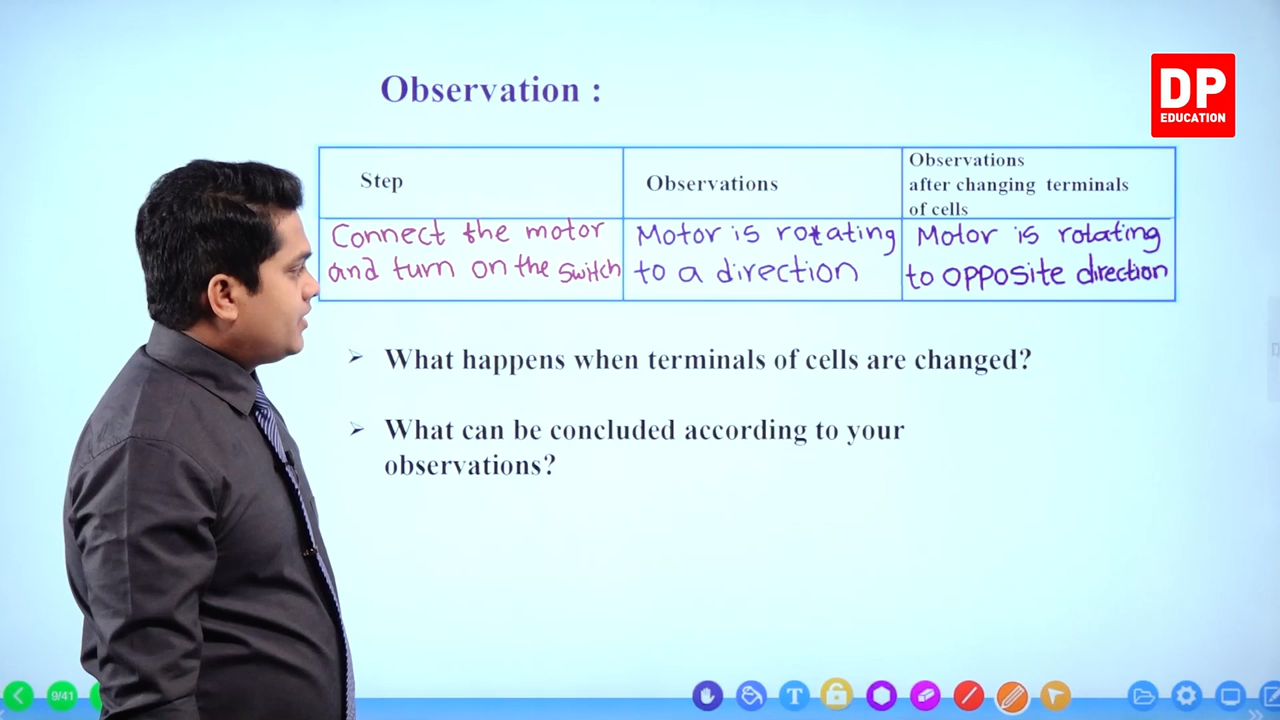 DP
EDUCATION
Observation :
Step
Observations
Observations
after changing terminals
of cells
Connect the motor
and turn on the switch
Motor is rotating
to a direction
Motor is rotating
to opposite direction
➢ What happens when terminals of cells are changed?
➢ What can be concluded according to your
observations?
9/41
T